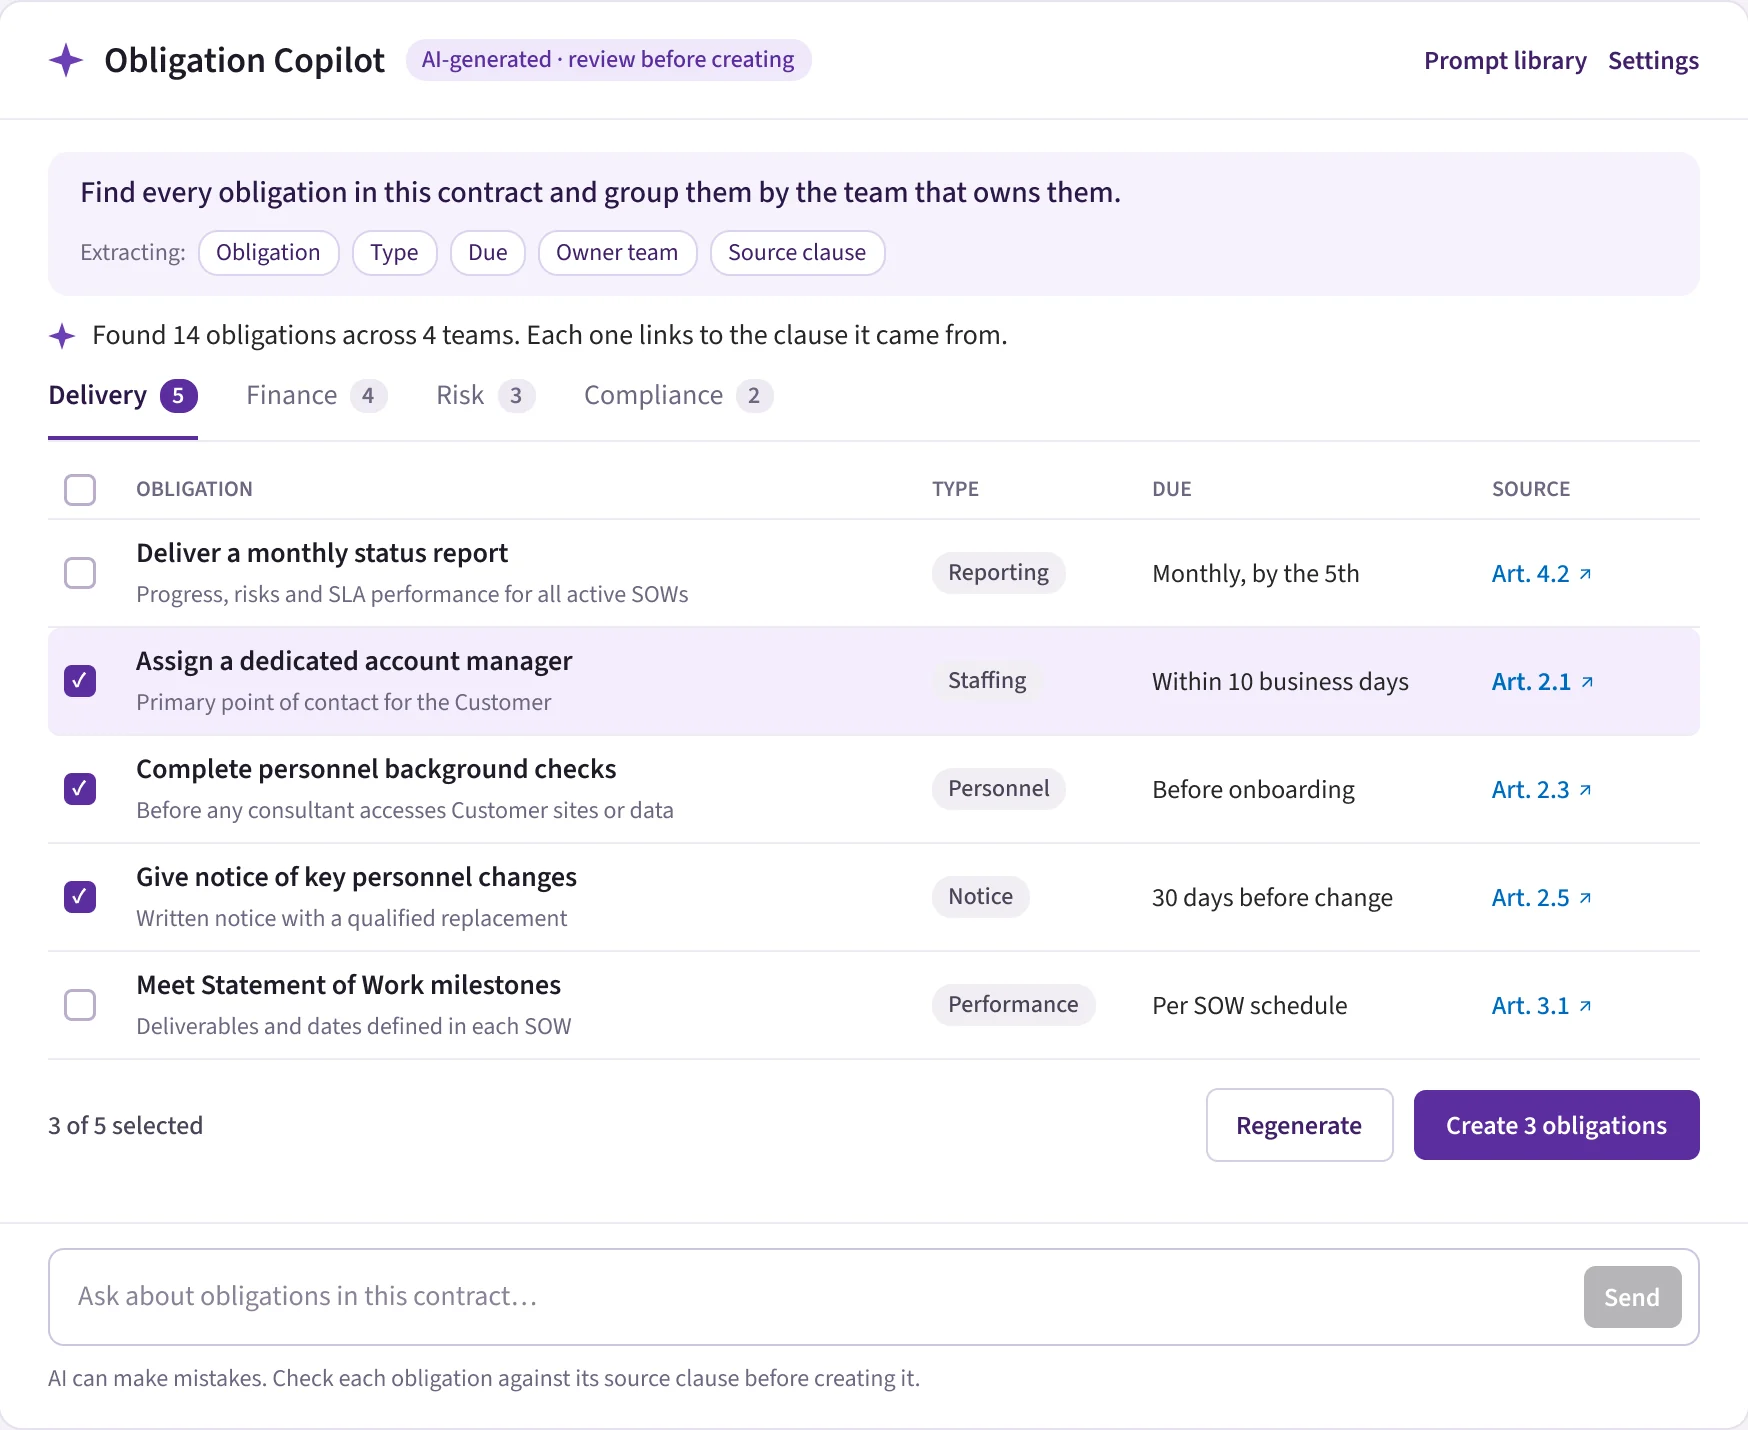 Obligation Copilot
AI-generated · review before creating
Prompt library
Settings
Find every obligation in this contract and group them by the team that owns them.
Extracting: Obligation Type Due Owner team Source clause
Found 14 obligations across 4 teams. Each one links to the clause it came from.
Delivery 5 Finance 4 Risk 3 Compliance 2
OBLIGATION TYPE DUE SOURCE
Deliver a monthly status report
Progress, risks and SLA performance for all active SOWs
Reporting
Monthly, by the 5th
Art. 4.2 ↗
Assign a dedicated account manager
Primary point of contact for the Customer
Staffing
Within 10 business days
Art. 2.1 ↗
Complete personnel background checks
Before any consultant accesses Customer sites or data
Personnel
Before onboarding
Art. 2.3 ↗
Give notice of key personnel changes
Written notice with a qualified replacement
Notice
30 days before change
Art. 2.5 ↗
Meet Statement of Work milestones
Deliverables and dates defined in each SOW
Performance
Per SOW schedule
Art. 3.1 ↗
3 of 5 selected
Regenerate
Create 3 obligations
Ask about obligations in this contract…
Send
AI can make mistakes. Check each obligation against its source clause before creating it.